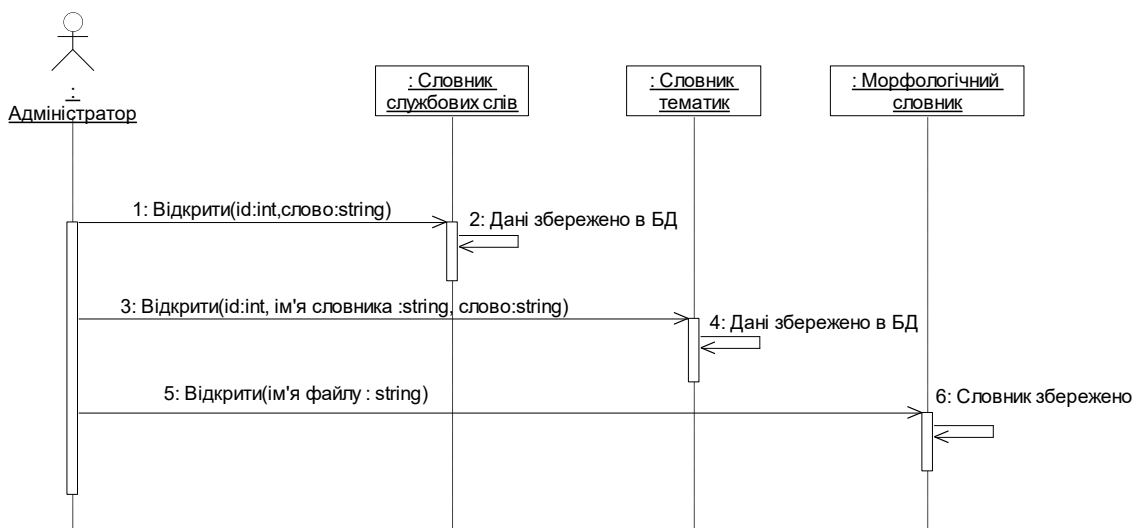 :
Адміністратор
: Словник
службових слів
: Словник
тематик
: Морфологічний
словник
1: Відкрити(id:int,слово:string)
2: Дані збережено в БД
3: Відкрити(id:int, ім'я словника :string, слово:string)
4: Дані збережено в БД
5: Відкрити(ім'я файлу : string)
6: Словник збережено